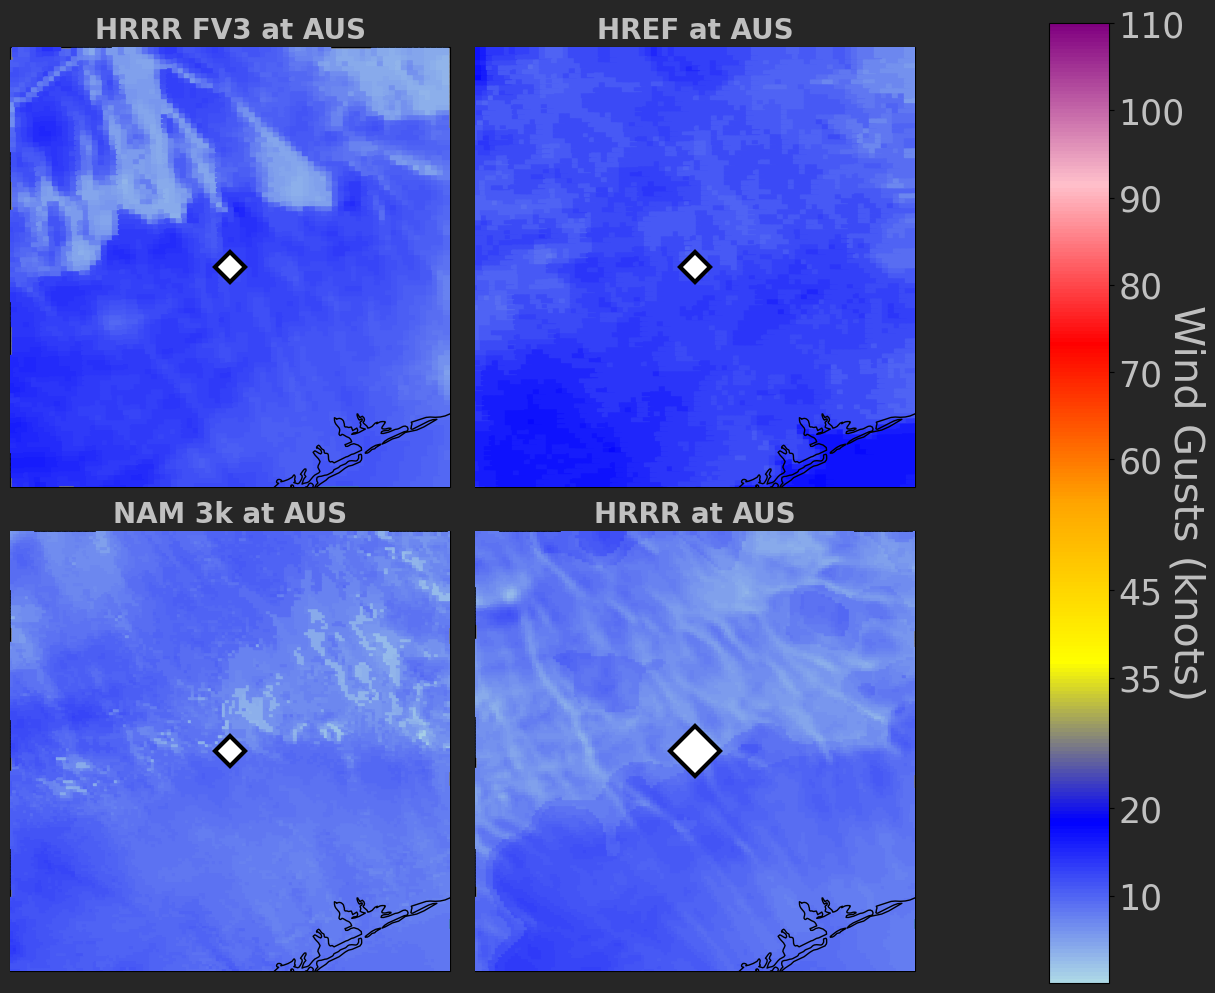 HRRR FV3 at AUS
HREF at AUS
NAM 3k at AUS
HRRR at AUS
110
100
90
80
70
60
45
35
20
10
Wind Gusts (knots)